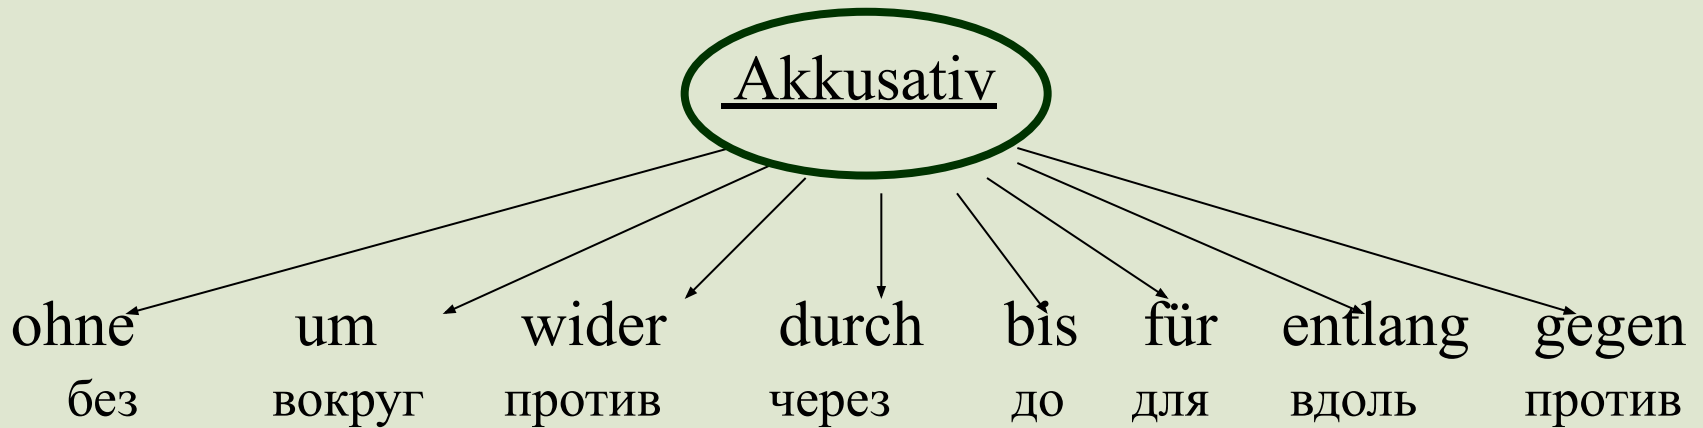 Akkusativ
ohne um wider durch bis für entlang gegen
без вокруг против через до для вдоль против